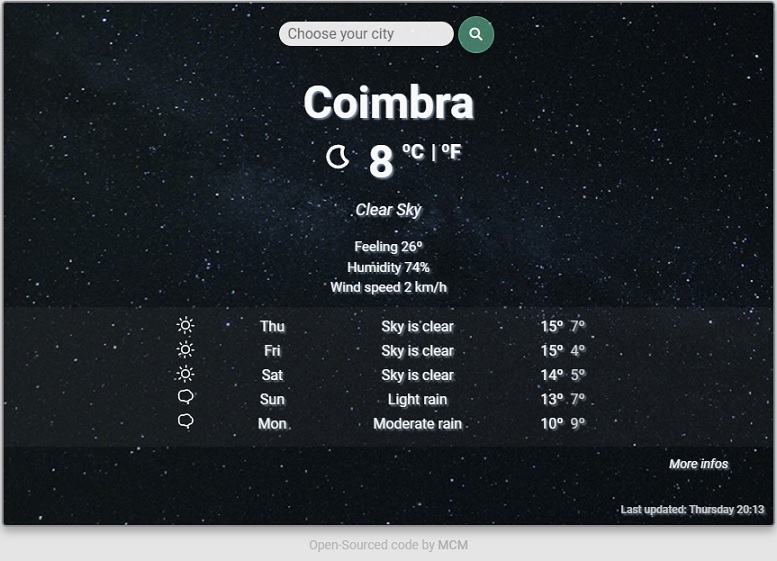 Choose your city
Coimbra
8 ºC | ºF
Clear Sky
Feeling 26º
Humidity 74%
Wind speed 2 km/h
Thu Sky is clear 15º 7º
Fri Sky is clear 15º 4º
Sat Sky is clear 14º 5º
Sun Light rain 13º 7º
Mon Moderate rain 10º 9º
More infos
Last updated: Thursday 20:13
Open-Sourced code by MCM